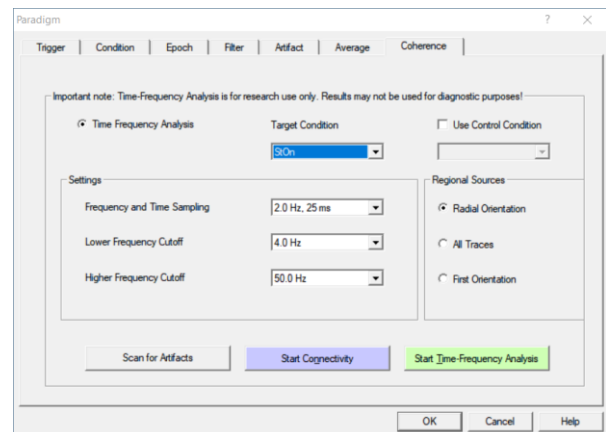 Paradigm ?
Trigger Condition Epoch Filter Artifact Average Coherence
Important note: Time-Frequency Analysis is for research use only. Results may not be used for diagnostic purposes!
Time Frequency Analysis Target Condition Use Control Condition
StOn
Settings Regional Sources
Frequency and Time Sampling 2.0 Hz, 25 ms Radial Orientation
Lower Frequency Cutoff 4.0 Hz All Traces
Higher Frequency Cutoff 50.0 Hz First Orientation
Scan for Artifacts Start Connectivity Start Time-Frequency Analysis
OK Cancel Help